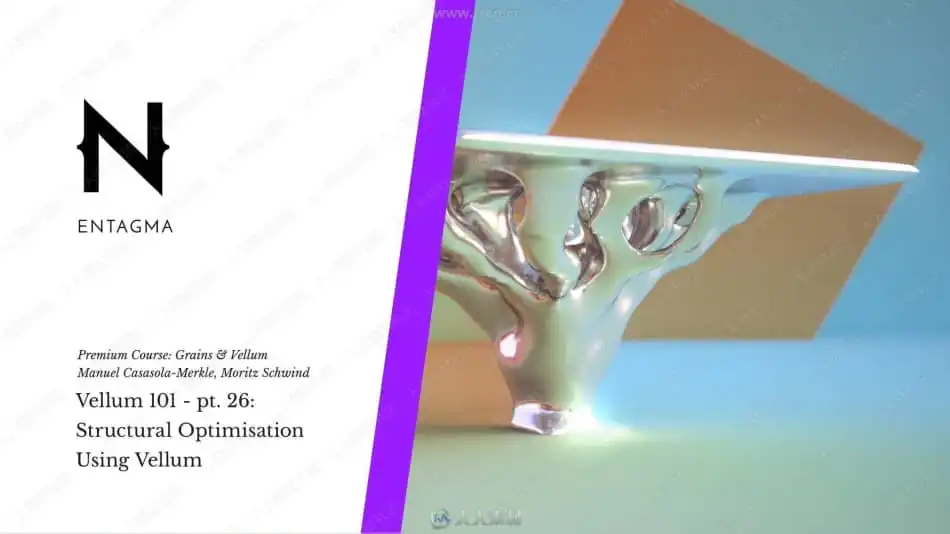 ENTAGMA
Premium Course: Grains & Vellum
Manuel Casasola-Merkle, Moritz Schwind
Vellum 101 - pt. 26:
Structural Optimisation
Using Vellum